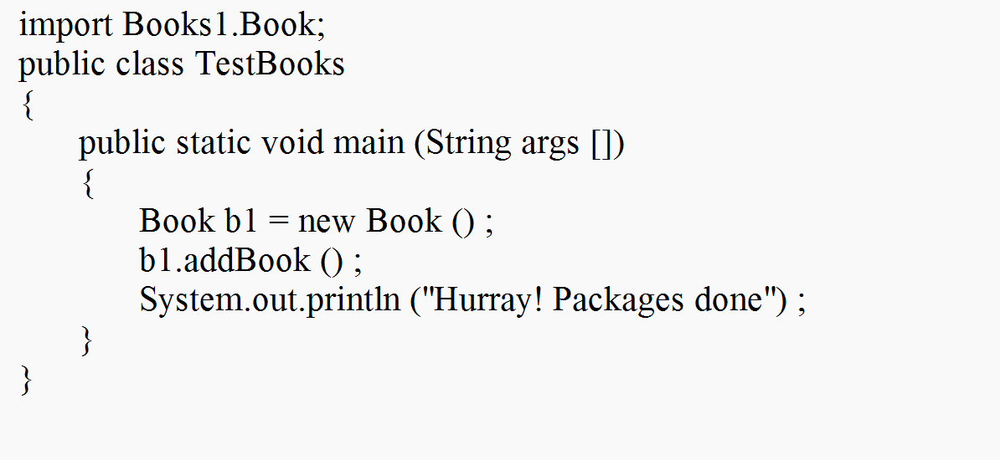 import Books1.Book;
public class TestBooks
{
public static void main (String args [])
{
Book b1 = new Book () ;
b1.addBook () ;
System.out.println ("Hurray! Packages done") ;
}
}